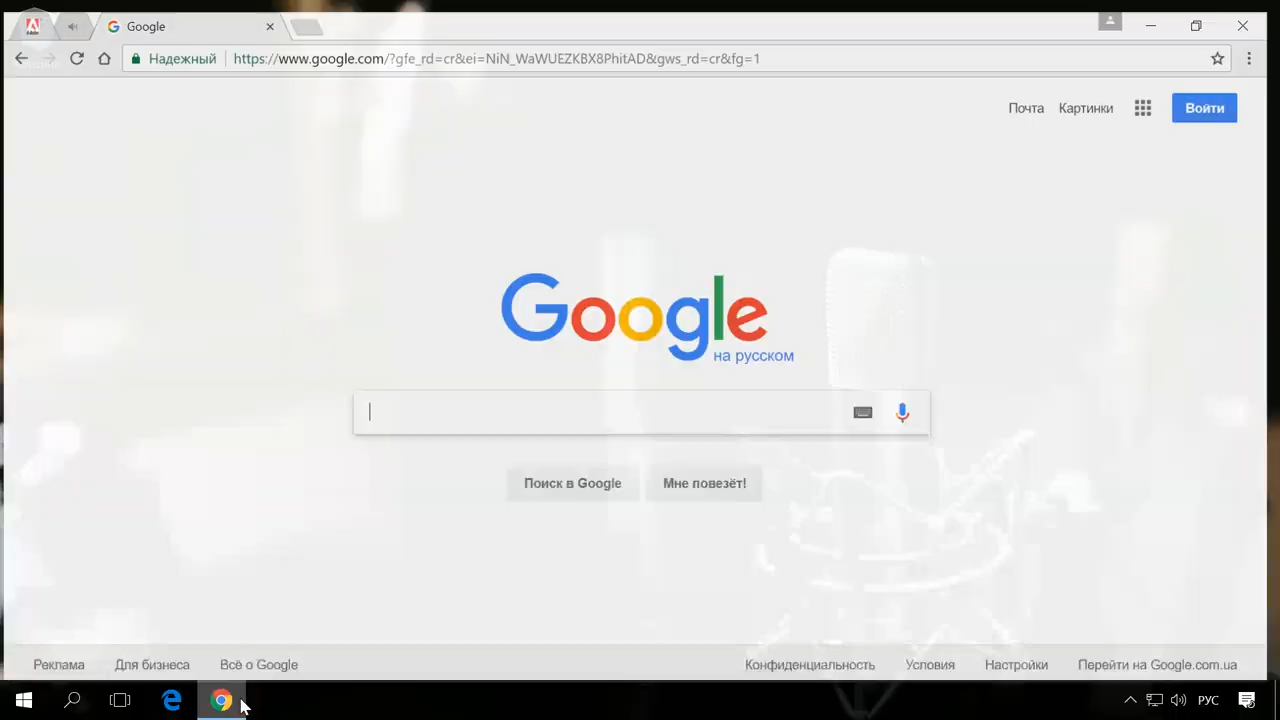 Google
Надежный https://www.google.com/?gfe_rd=cr&ei=NiN_WaWUEZKBX8PhitAD&gws_rd=cr&fg=1
Почта Картинки Войти
Google
на русском
Поиск в Google Мне повезёт!
Реклама Для бизнеса Всё о Google Конфиденциальность Условия Настройки Перейти на Google.com.ua
РУС